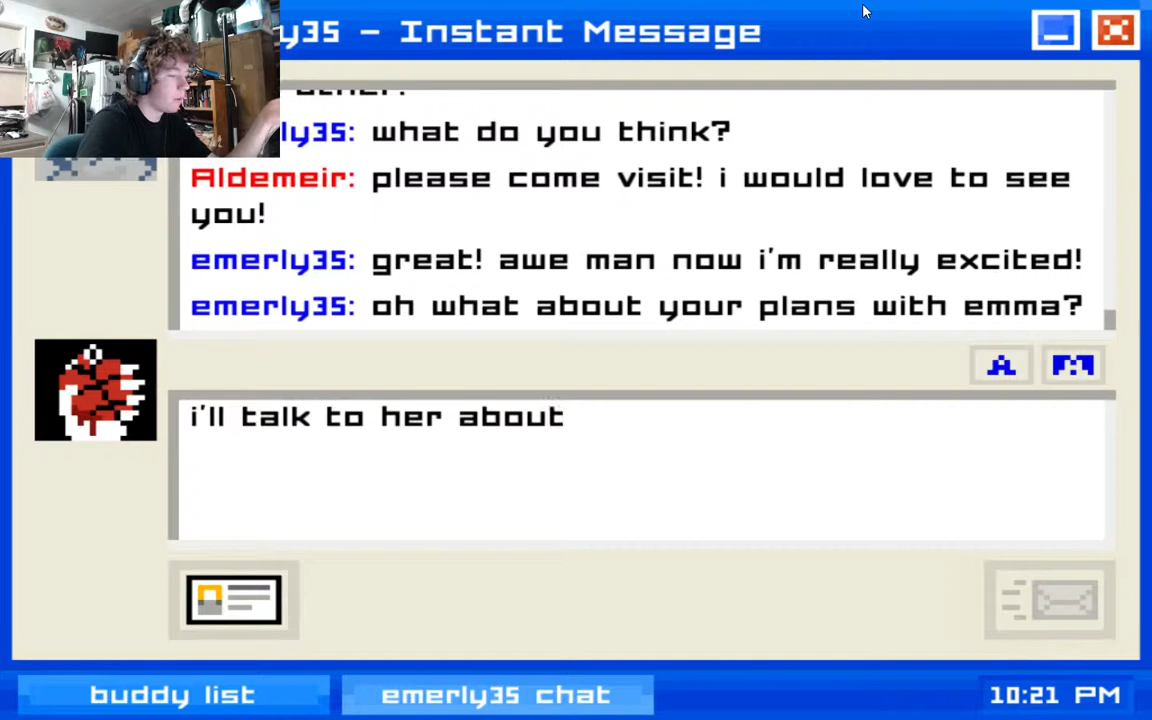 y35 - Instant Message
ly35: what do you think?
Aldemeir: please come visit! i would love to see
you!
emerly35: great! awe man now i'm really excited!
emerly35: oh what about your plans with emma?
A
i'll talk to her about
buddy list
emerly35 chat
10:21 PM